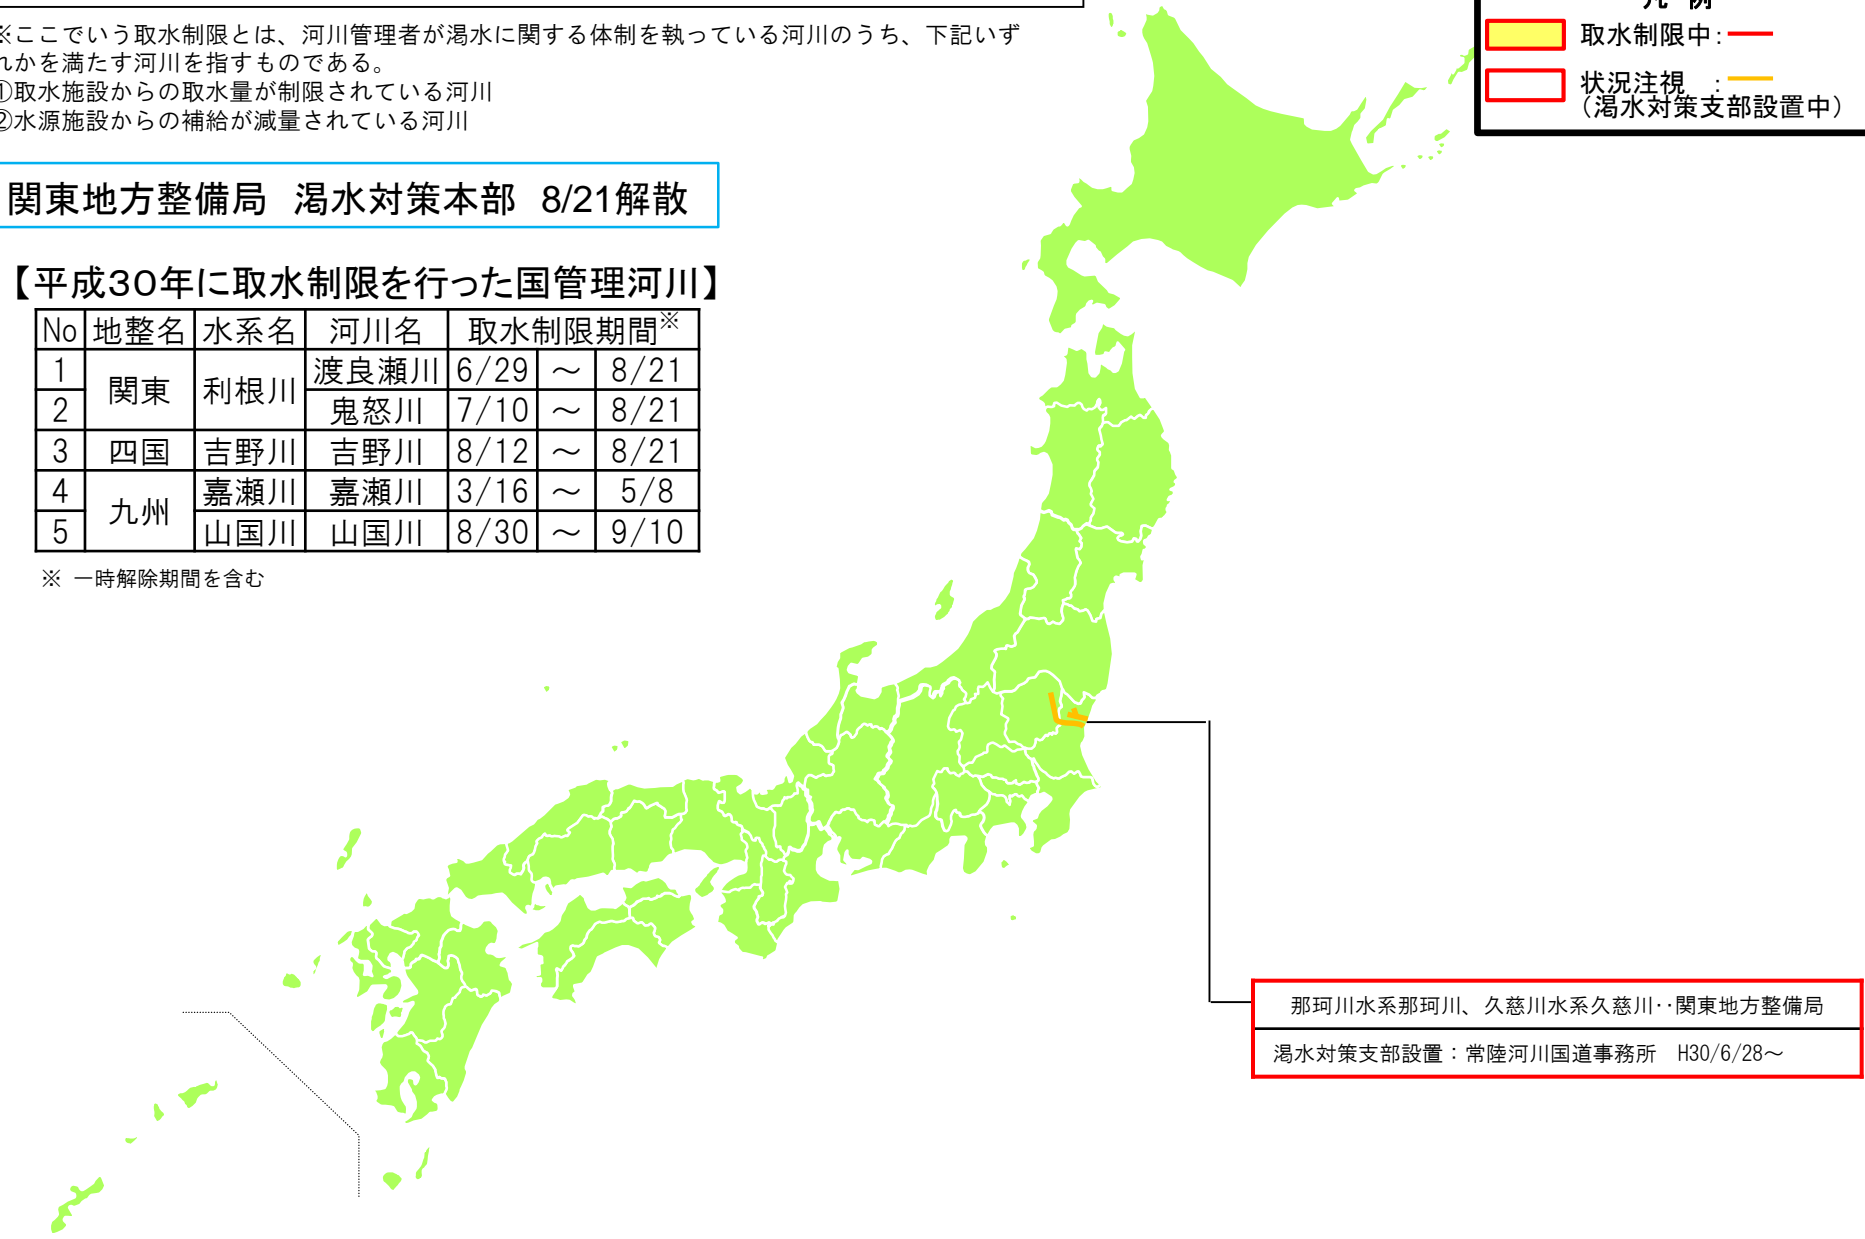 ※ここでいう取水制限とは、河川管理者が渇水に関する体制を執っている河川のうち、下記いず
れかを満たす河川を指すものである。
①取水施設からの取水量が制限されている河川
②水源施設からの補給が減量されている河川
凡 例
取水制限中:
状況注視 :
(渇水対策支部設置中)
関東地方整備局 渇水対策本部 8/21解散
【平成30年に取水制限を行った国管理河川】
No 地整名 水系名 河川名 取水制限期間※
1 関東 利根川 渡良瀬川 6/29 ～ 8/21
2 鬼怒川 7/10 ～ 8/21
3 四国 吉野川 吉野川 8/12 ～ 8/21
4 九州 嘉瀬川 嘉瀬川 3/16 ～ 5/8
5 山国川 山国川 8/30 ～ 9/10
※ 一時解除期間を含む
那珂川水系那珂川、久慈川水系久慈川‥関東地方整備局
渇水対策支部設置：常陸河川国道事務所 H30/6/28～